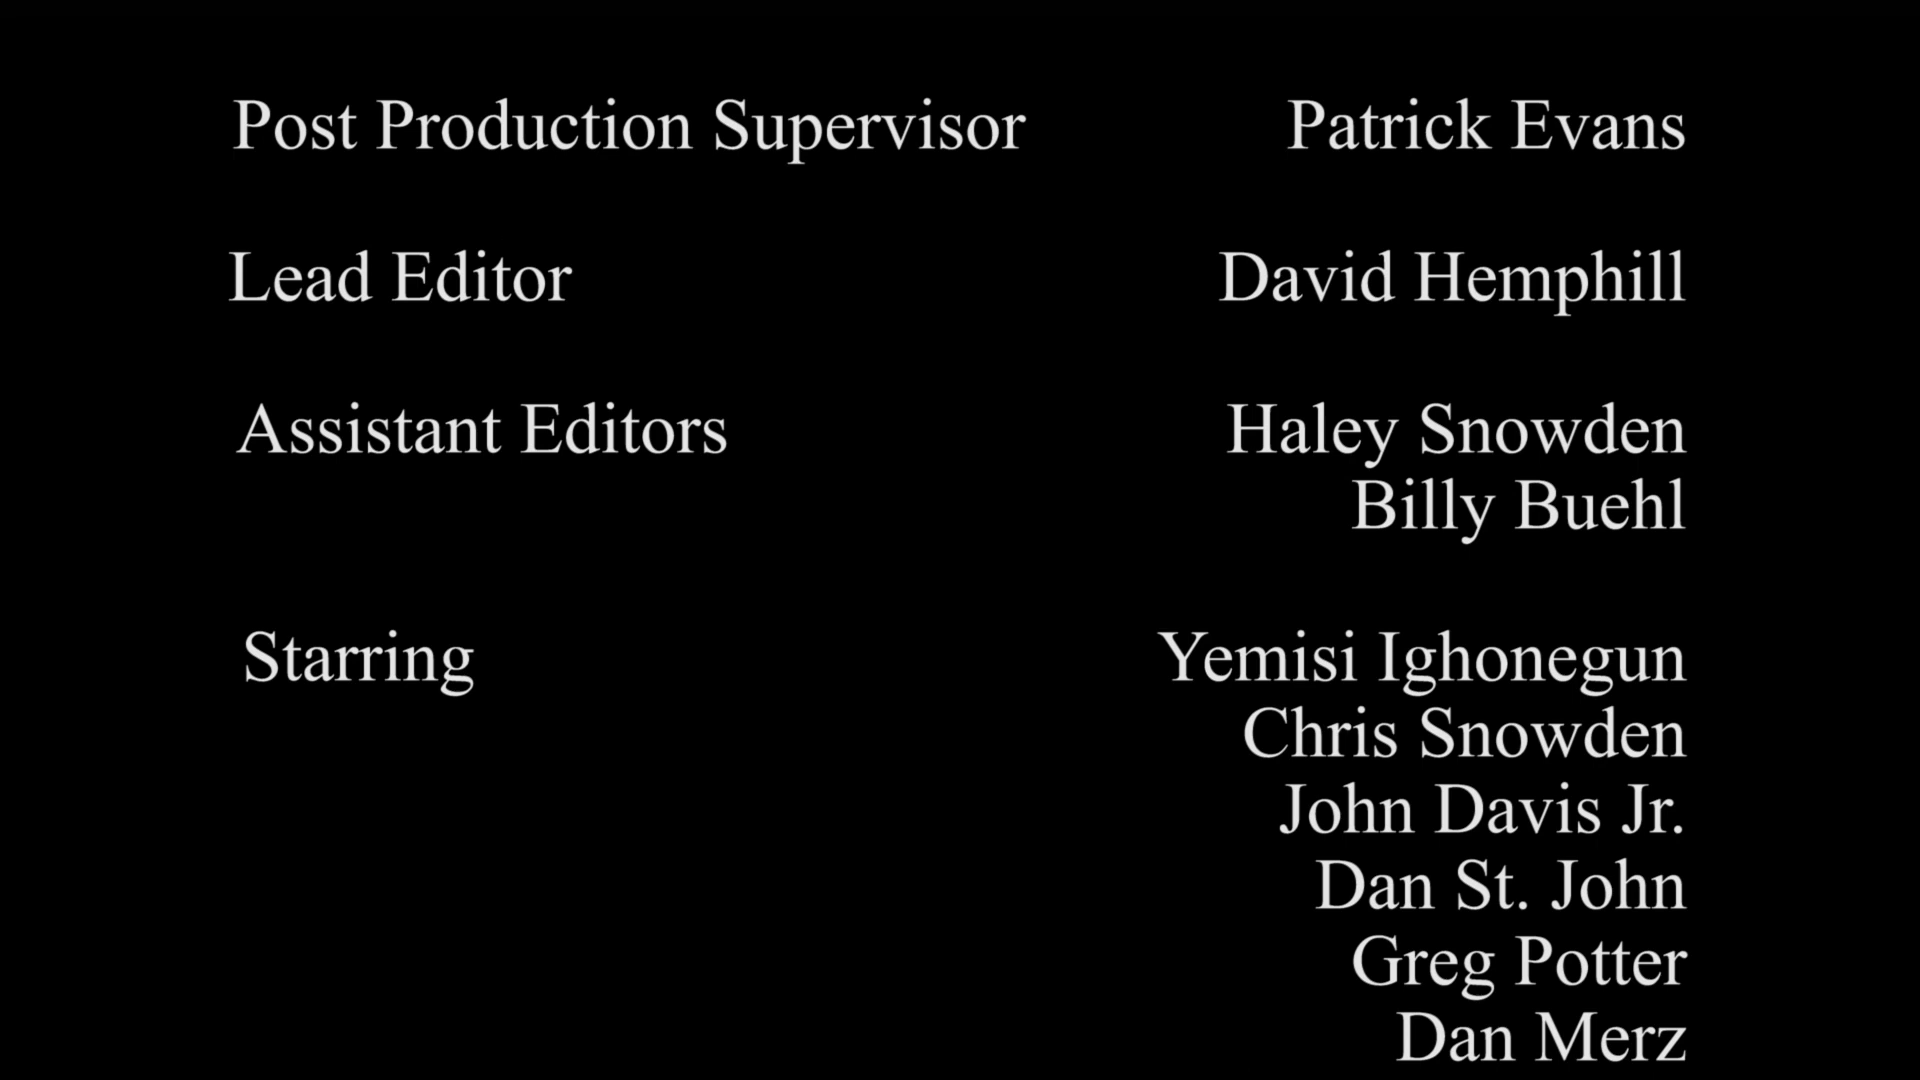 Post Production Supervisor Patrick Evans
Lead Editor David Hemphill
Assistant Editors Haley Snowden
Billy Buehl
Starring Yemisi Ighonegun
Chris Snowden
John Davis Jr.
Dan St. John
Greg Potter
Dan Merz